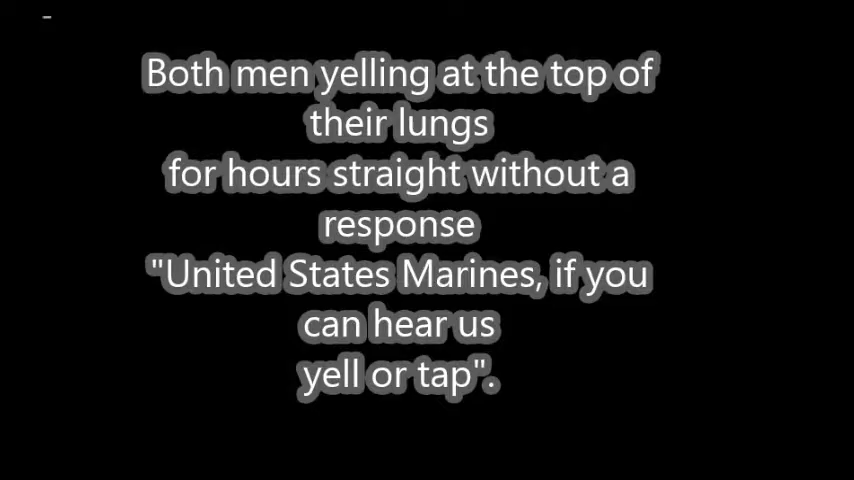 Both men yelling at the top of
their lungs
for hours straight without a
response
"United States Marines, if you
can hear us
yell or tap".